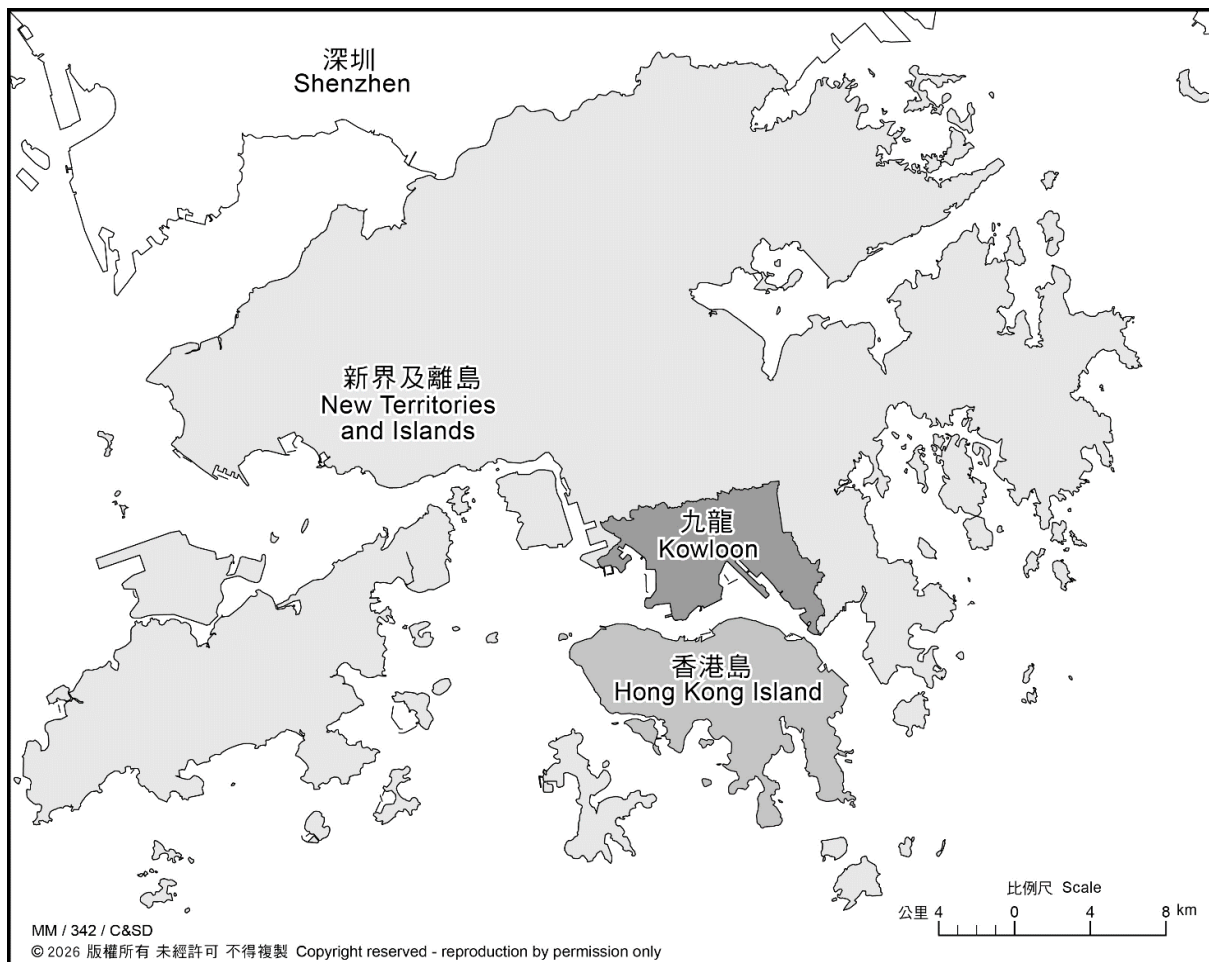 深圳
Shenzhen
新界及離島
New Territories
and Islands
九龍
Kowloon
香港島
Hong Kong Island
比例尺 Scale
公里 4 0 4 8 km
MM / 342 / C&SD
© 2026 版權所有 未經許可 不得複製 Copyright reserved - reproduction by permission only